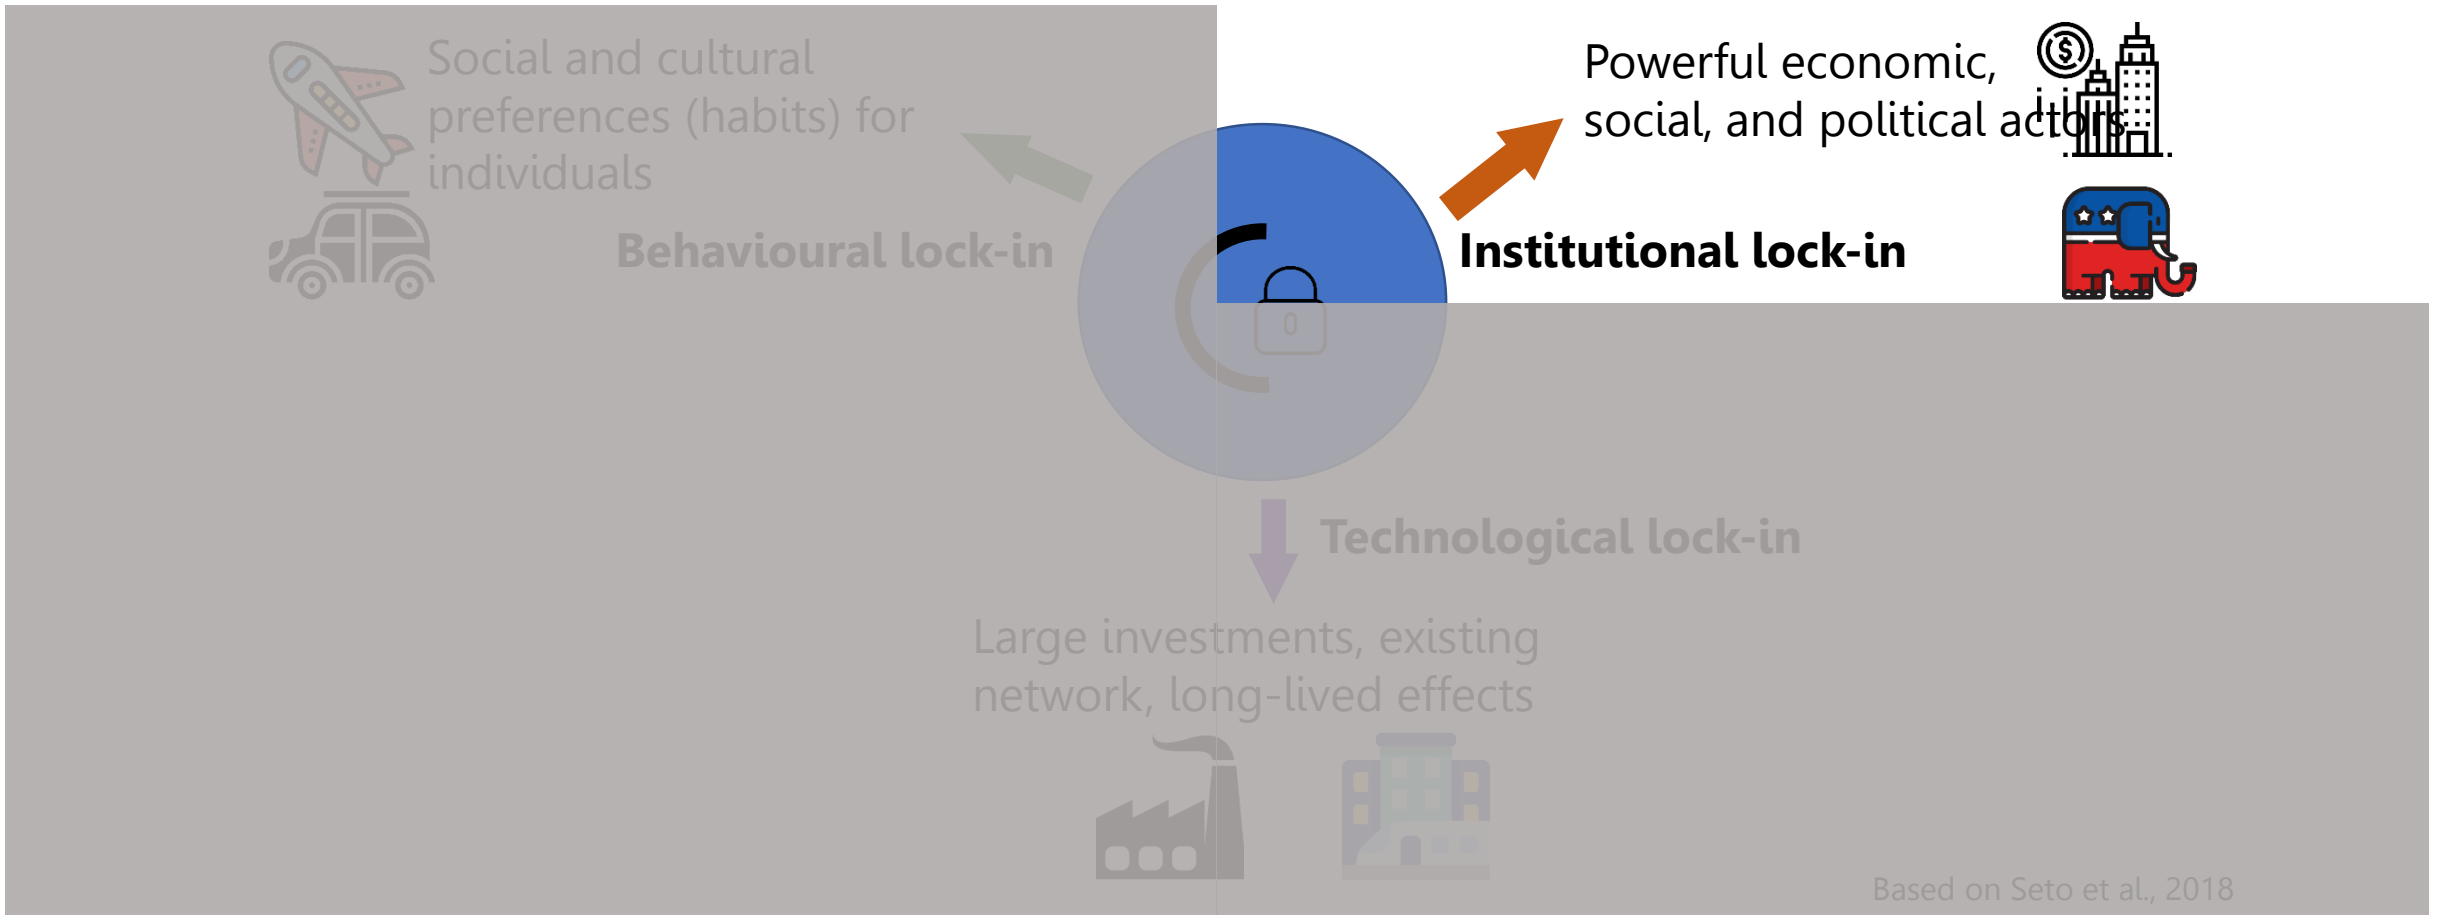 Social and cultural
preferences (habits) for
individuals
Behavioural lock-in
Powerful economic,
social, and political actors
Institutional lock-in
Technological lock-in
Large investments, existing
network, long-lived effects
Based on Seto et al., 2018